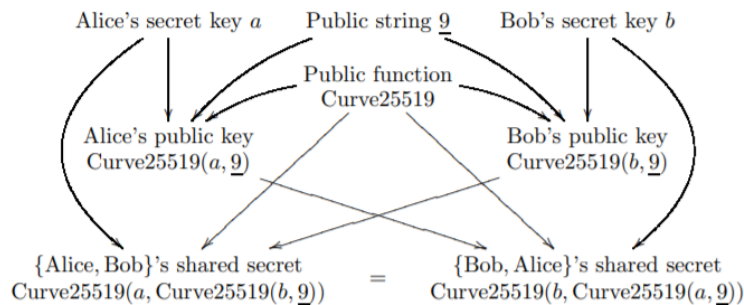 Alice's secret key a
Public string 9
Bob's secret key b
Public function
Curve25519
Alice's public key
Curve25519(a, 9)
Bob's public key
Curve25519(b, 9)
{Alice, Bob}'s shared secret
Curve25519(a, Curve25519(b, 9))
=
{Bob, Alice}'s shared secret
Curve25519(b, Curve25519(a, 9))